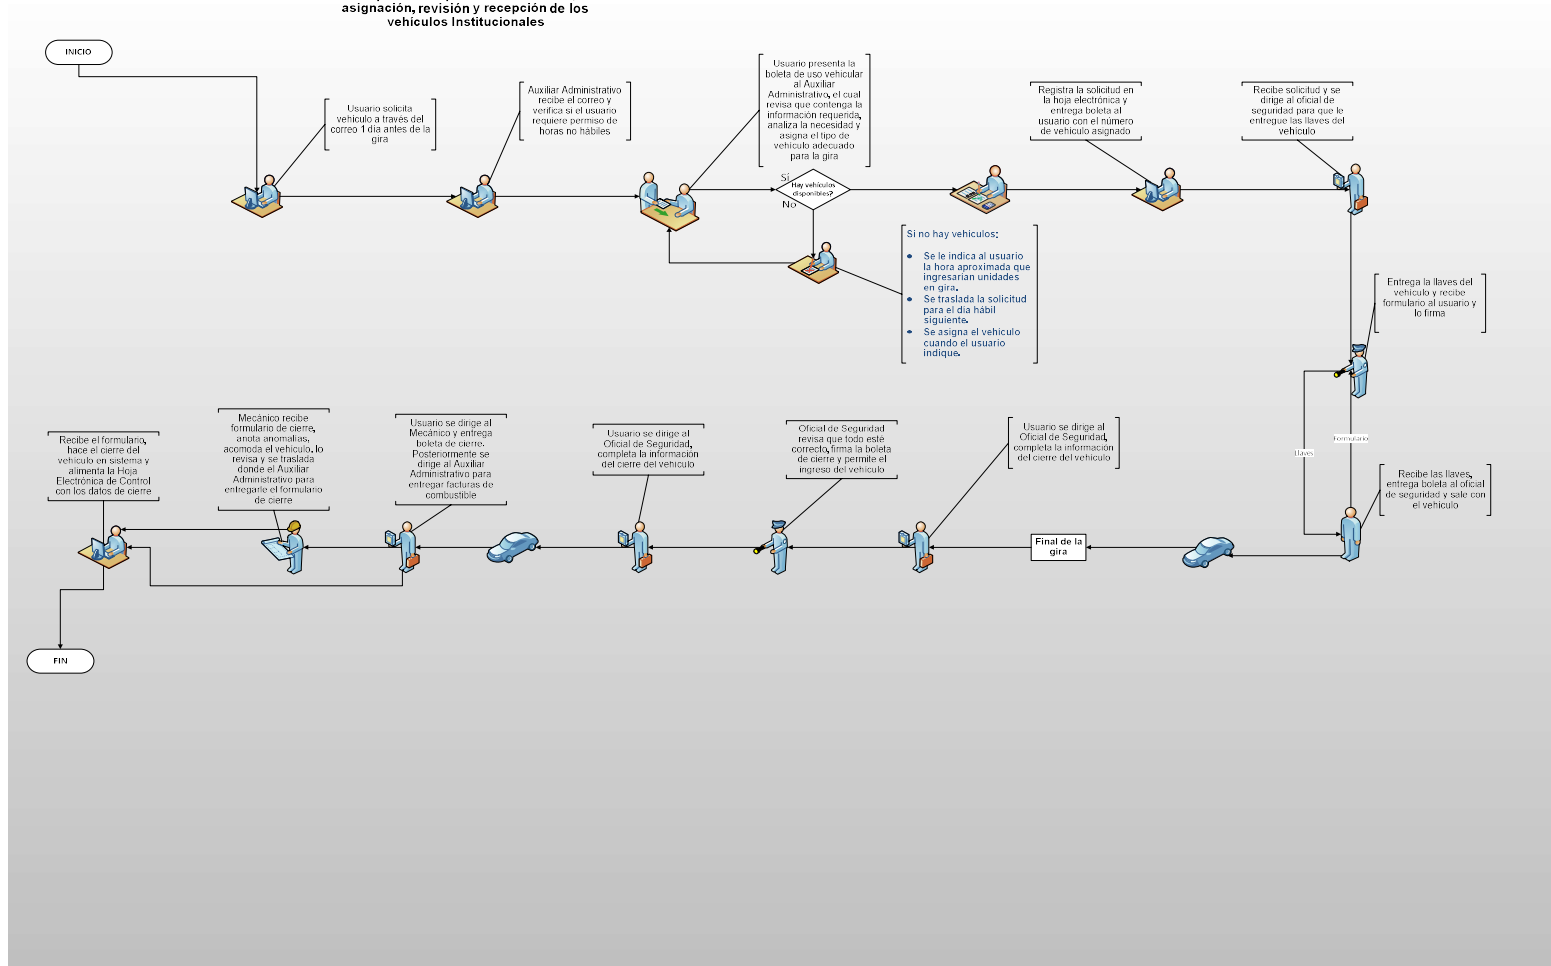 asignación, revisión y recepción de los
vehículos Institucionales
INICIO
Usuario solicita
vehículo a través del
correo 1 día antes de la
gira
Auxiliar Administrativo
recibe el correo y
verifica si el usuario
requiere permiso de
horas no hábiles
Usuario presenta la
boleta de uso vehicular
al Auxiliar
Administrativo, el cual
revisa que contenga la
información requerida,
analiza la necesidad y
asigna el tipo de
vehículo adecuado
para la gira
Registra la solicitud en
la hoja electrónica y
entrega boleta al
usuario con el número
de vehículo asignado
Recibe solicitud y se
dirige al oficial de
seguridad para que le
entregue las llaves del
vehículo
Sí
Hay vehículos
disponibles?
No
Si no hay vehículos:
• Se le indica al usuario
la hora aproximada que
ingresarían unidades
en gira.
• Se traslada la solicitud
para el día hábil
siguiente.
• Se asigna el vehículo
cuando el usuario
indique.
Entrega la llaves del
vehículo y recibe
formulario al usuario y
lo firma
Formulario
Llaves
Recibe las llaves,
entrega boleta al oficial
de seguridad y sale con
el vehículo
Recibe el formulario,
hace el cierre del
vehículo en sistema y
alimenta la Hoja
Electrónica de Control
con los datos de cierre
Mecánico recibe
formulario de cierre,
anota anomalías,
acomoda el vehículo, lo
revisa y se traslada
donde el Auxiliar
Administrativo para
entregarle el formulario
de cierre
Usuario se dirige al
Mecánico y entrega
boleta de cierre.
Posteriormente se
dirige al Auxiliar
Administrativo para
entregar facturas de
combustible
Usuario se dirige al
Oficial de Seguridad,
completa la información
del cierre del vehículo
Oficial de Seguridad
revisa que todo esté
correcto, firma la boleta
de cierre y permite el
ingreso del vehículo
Usuario se dirige al
Oficial de Seguridad,
completa la información
del cierre del vehículo
Final de la
gira
FIN